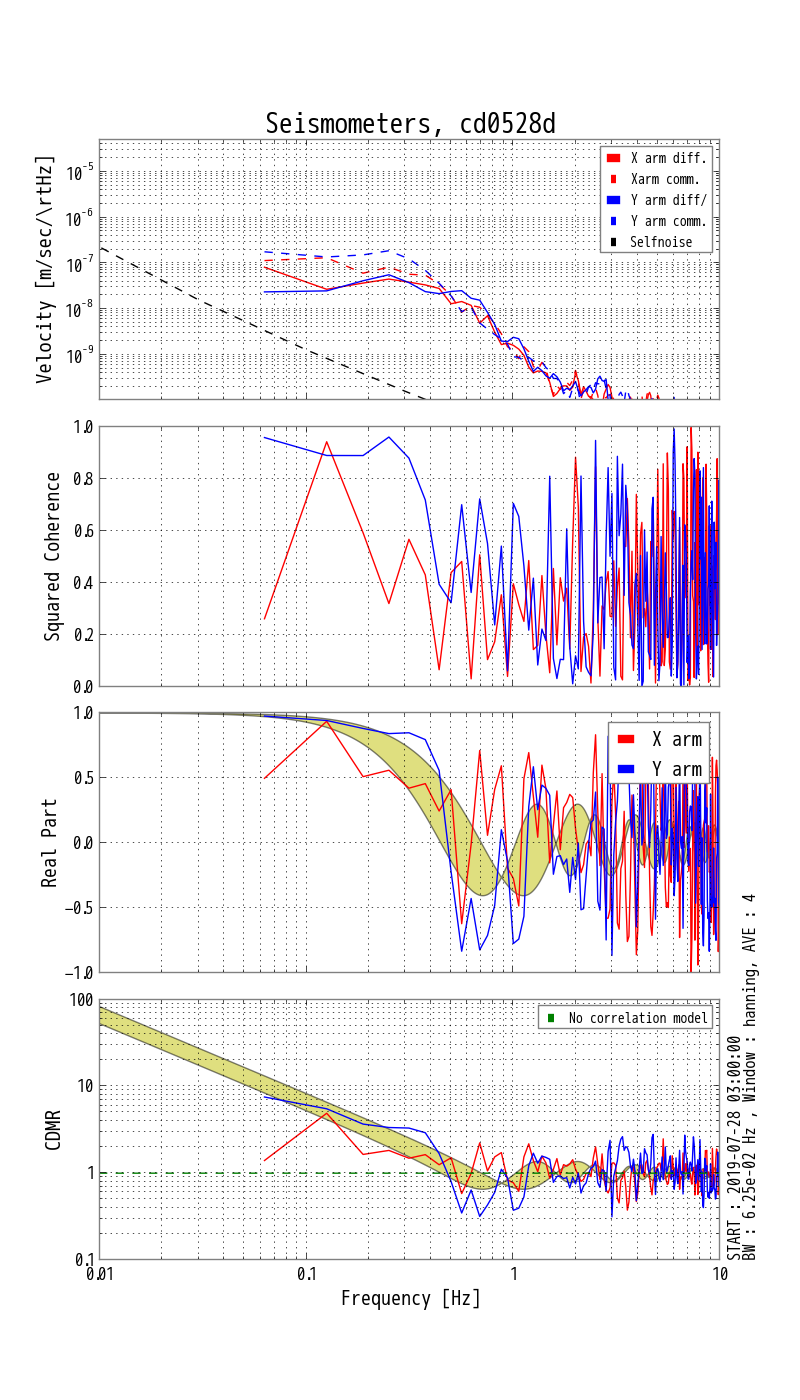 Seismometers, cd0528d
Velocity [m/sec/\rtHz]
10^-5
10^-6
10^-7
10^-8
10^-9
X arm diff.
Xarm comm.
Y arm diff/
Y arm comm.
Selfnoise
Squared Coherence
1.0
0.8
0.6
0.4
0.2
0.0
Real Part
1.0
0.5
0.0
−0.5
−1.0
X arm
Y arm
CDMR
100
10
1
0.1
No correlation model
0.01
0.1
1
10
Frequency [Hz]
START : 2019-07-28 03:00:00
BW : 6.25e-02 Hz , Window : hanning, AVE : 4